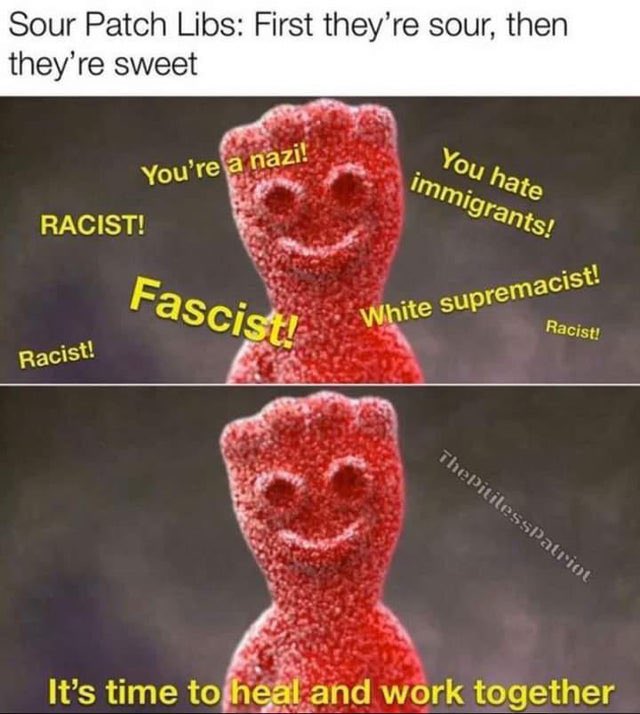 Sour Patch Libs: First they're sour, then
they're sweet
You're a nazi!
You hate
immigrants!
RACIST!
Fascist!
White supremacist!
Racist!
Racist!
ThePitilessPatriot
It's time to heal and work together